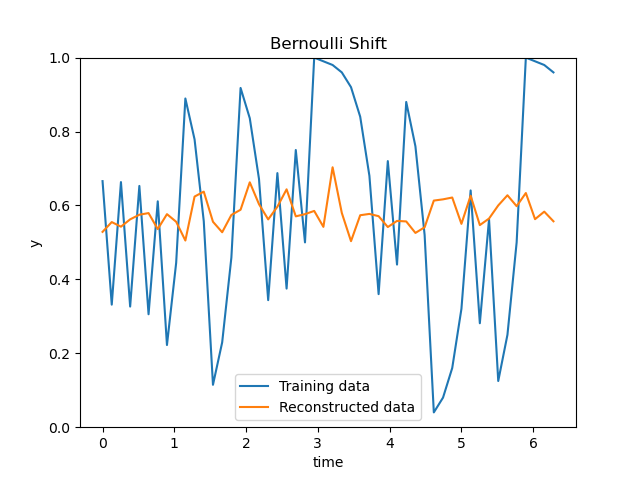 Bernoulli Shift
1.0
0.8
0.6
0.4
0.2
0.0
y
Training data
Reconstructed data
0 1 2 3 4 5 6
time